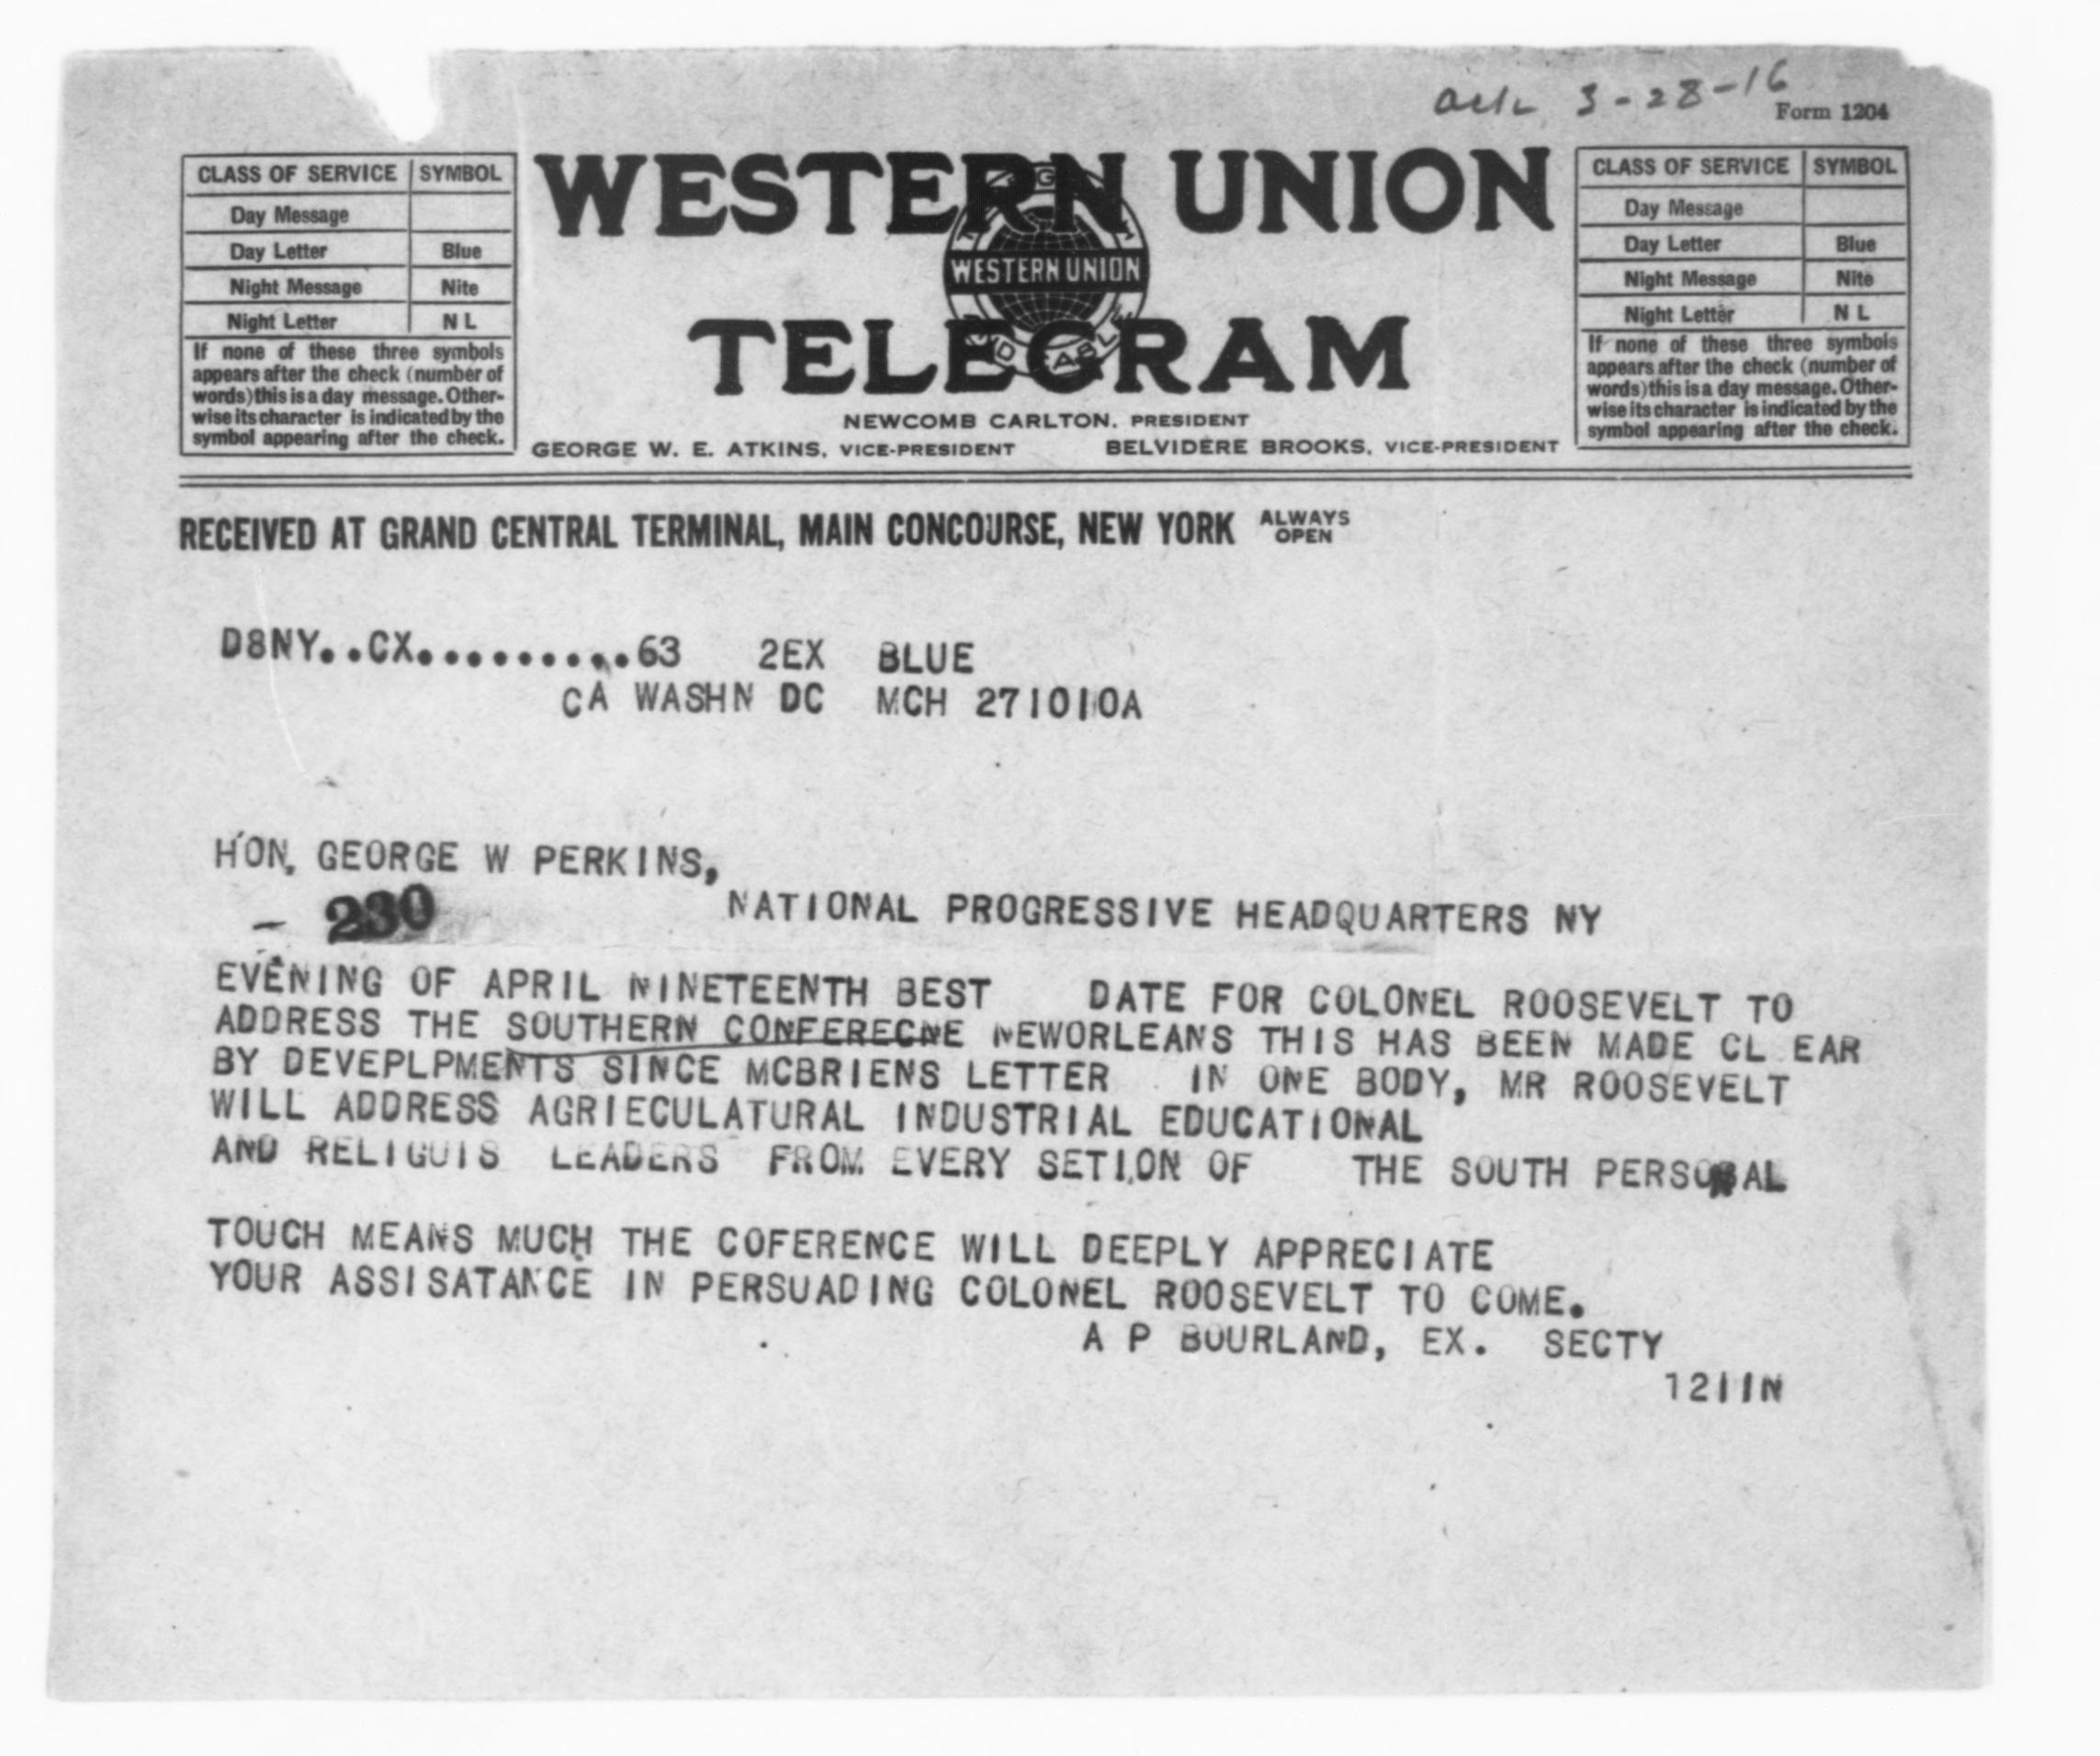 ack 3-28-16
Form 1204
CLASS OF SERVICE SYMBOL
Day Message
Day Letter Blue
Night Message Nite
Night Letter N L
If none of these three symbols
appears after the check (number of
words) this is a day message. Other-
wise its character is indicated by the
symbol appearing after the check.
WESTERN UNION
WESTERN UNION
TELEGRAM
NEWCOMB CARLTON, PRESIDENT
GEORGE W. E. ATKINS, VICE-PRESIDENT BELVIDERE BROOKS, VICE-PRESIDENT
CLASS OF SERVICE SYMBOL
Day Message
Day Letter Blue
Night Message Nite
Night Letter N L
If none of these three symbols
appears after the check (number of
words) this is a day message. Other-
wise its character is indicated by the
symbol appearing after the check.
RECEIVED AT GRAND CENTRAL TERMINAL, MAIN CONCOURSE, NEW YORK ALWAYS OPEN
D8NY..CX..........63 2EX BLUE
CA WASHN DC MCH 271010A
HON. GEORGE W PERKINS,
- 230 NATIONAL PROGRESSIVE HEADQUARTERS NY
EVENING OF APRIL NINETEENTH BEST DATE FOR COLONEL ROOSEVELT TO
ADDRESS THE SOUTHERN CONFERECNE NEWORLEANS THIS HAS BEEN MADE CL EAR
BY DEVEPLPMENTS SINCE MCBRIENS LETTER IN ONE BODY, MR ROOSEVELT
WILL ADDRESS AGRIECULATURAL INDUSTRIAL EDUCATIONAL
AND RELIGUIS LEADERS FROM EVERY SETI.ON OF THE SOUTH PERSONAL
TOUCH MEANS MUCH THE COFERENCE WILL DEEPLY APPRECIATE
YOUR ASSISATANCE IN PERSUADING COLONEL ROOSEVELT TO COME.
A P BOURLAND, EX. SECTY
1211N